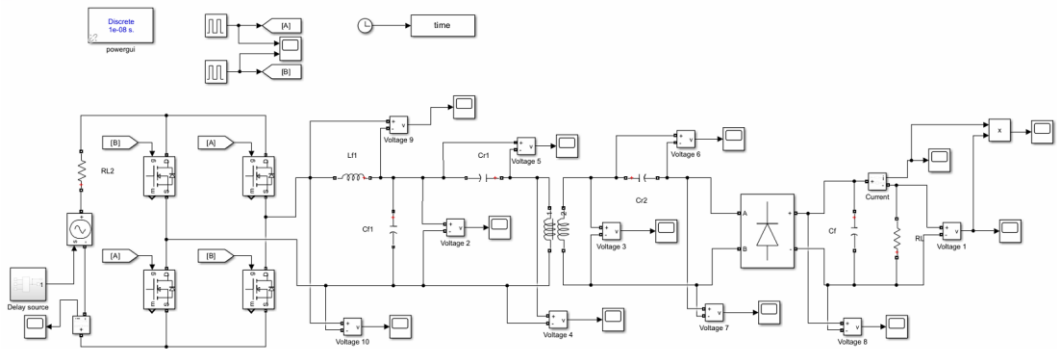 Discrete
1e-08 s.
powergui
[A]
[B]
time
[B]
[A]
RL2
[A]
[B]
Delay source
Lf1
Cf1
Voltage 9
Cr1
Voltage 5
Voltage 2
Voltage 10
Voltage 4
Voltage 6
Cr2
Voltage 3
Voltage 7
A
B
Cf
Current
RL
Voltage 1
Voltage 8
x